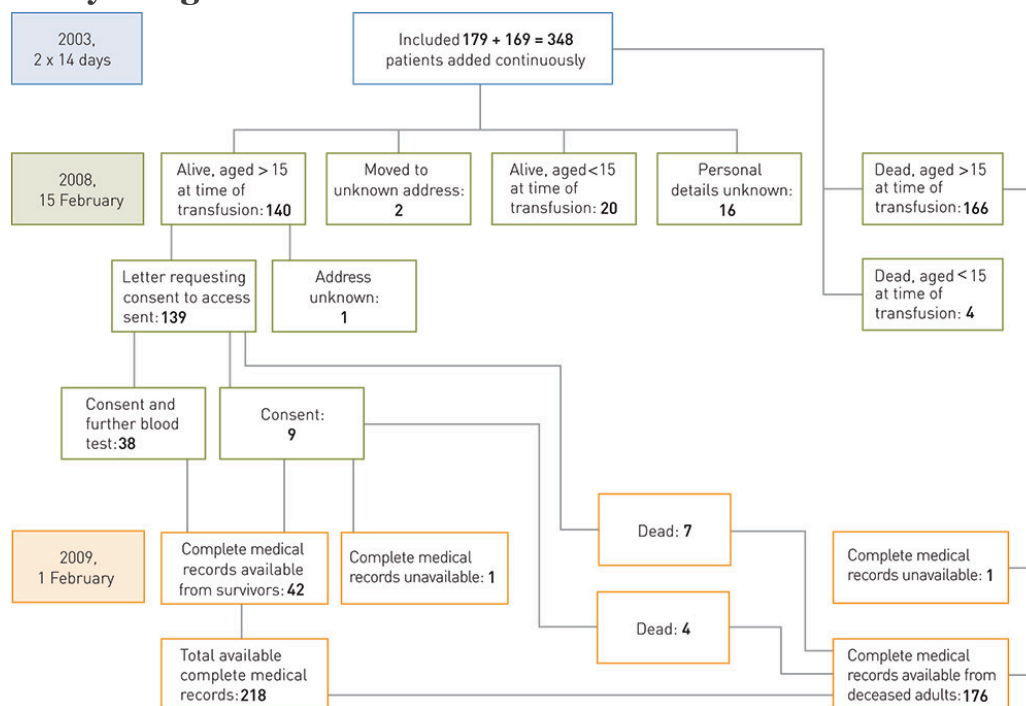 2003,
2 x 14 days
Included 179 + 169 = 348
patients added continuously
2008,
15 February
Alive, aged > 15
at time of
transfusion: 140
Moved to
unknown address:
2
Alive, aged<15
at time of
transfusion: 20
Personal
details unknown:
16
Dead, aged >15
at time of
transfusion: 166
Letter requesting
consent to access
sent: 139
Address
unknown:
1
Dead, aged <15
at time of
transfusion: 4
Consent and
further blood
test: 38
Consent:
9
2009,
1 February
Complete medical
records available
from survivors: 42
Complete medical
records unavailable: 1
Dead: 7
Complete medical
records unavailable: 1
Dead: 4
Total available
complete medical
records: 218
Complete medical
records available from
deceased adults: 176